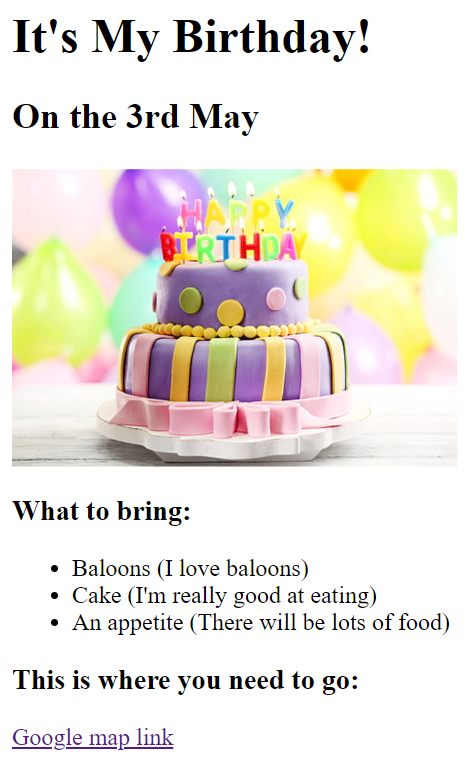 It's My Birthday!
On the 3rd May
HAPPY
BIRTHDAY
What to bring:
Baloons (I love baloons)
Cake (I'm really good at eating)
An appetite (There will be lots of food)
This is where you need to go:
Google map link